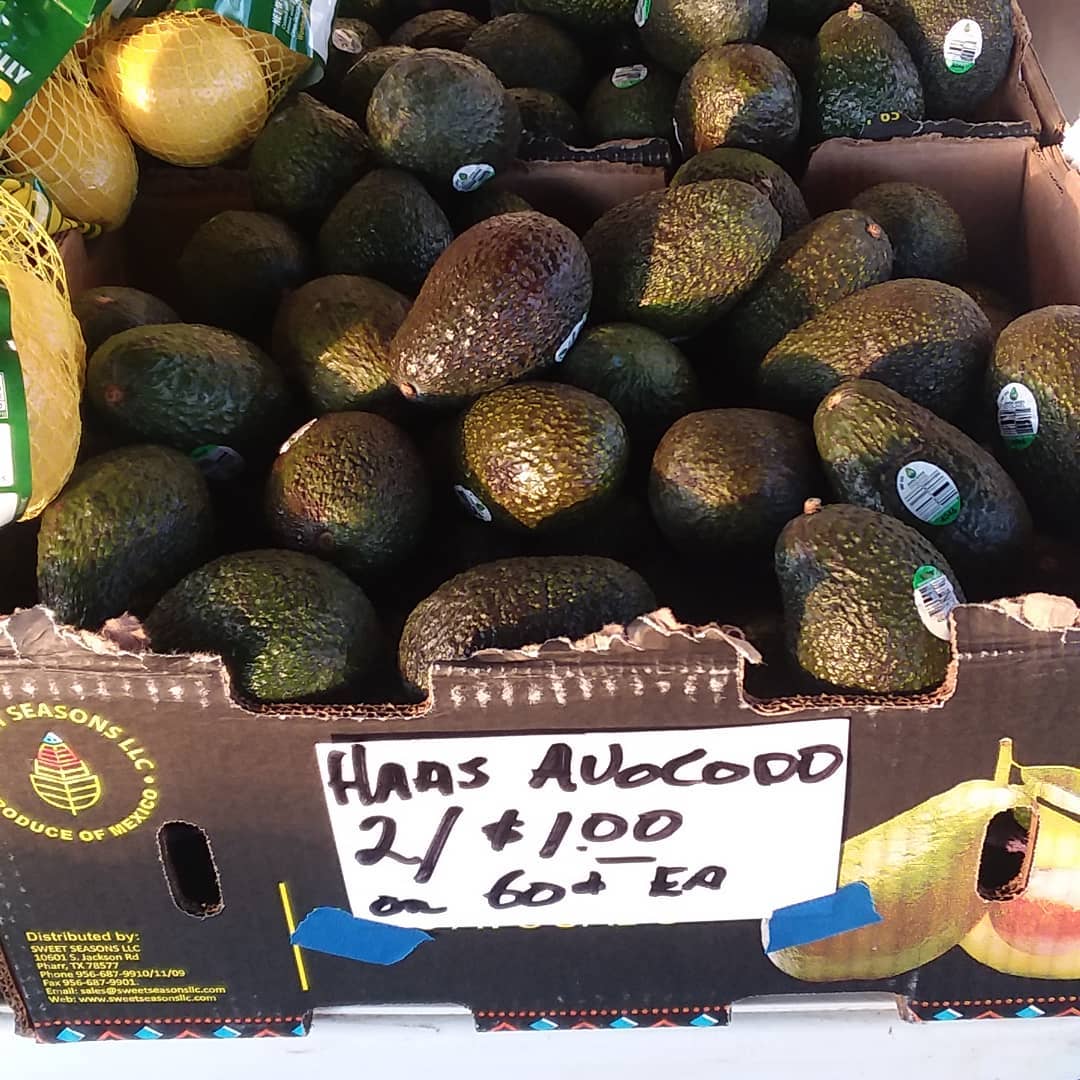 LLY
CO
HAAS AVOCODO
2/ $1.00
or 60¢ EA
SEASONS LLC •
PRODUCE OF MEXICO
Distributed by:
SWEET SEASONS LLC
10601 S. Jackson Rd
Pharr, TX 78577
Phone 956-687-9910/11/09
Fax 956-687-9901.
Email: sales@sweetseasonsllc.com
Web: www.sweetseasonsllc.com